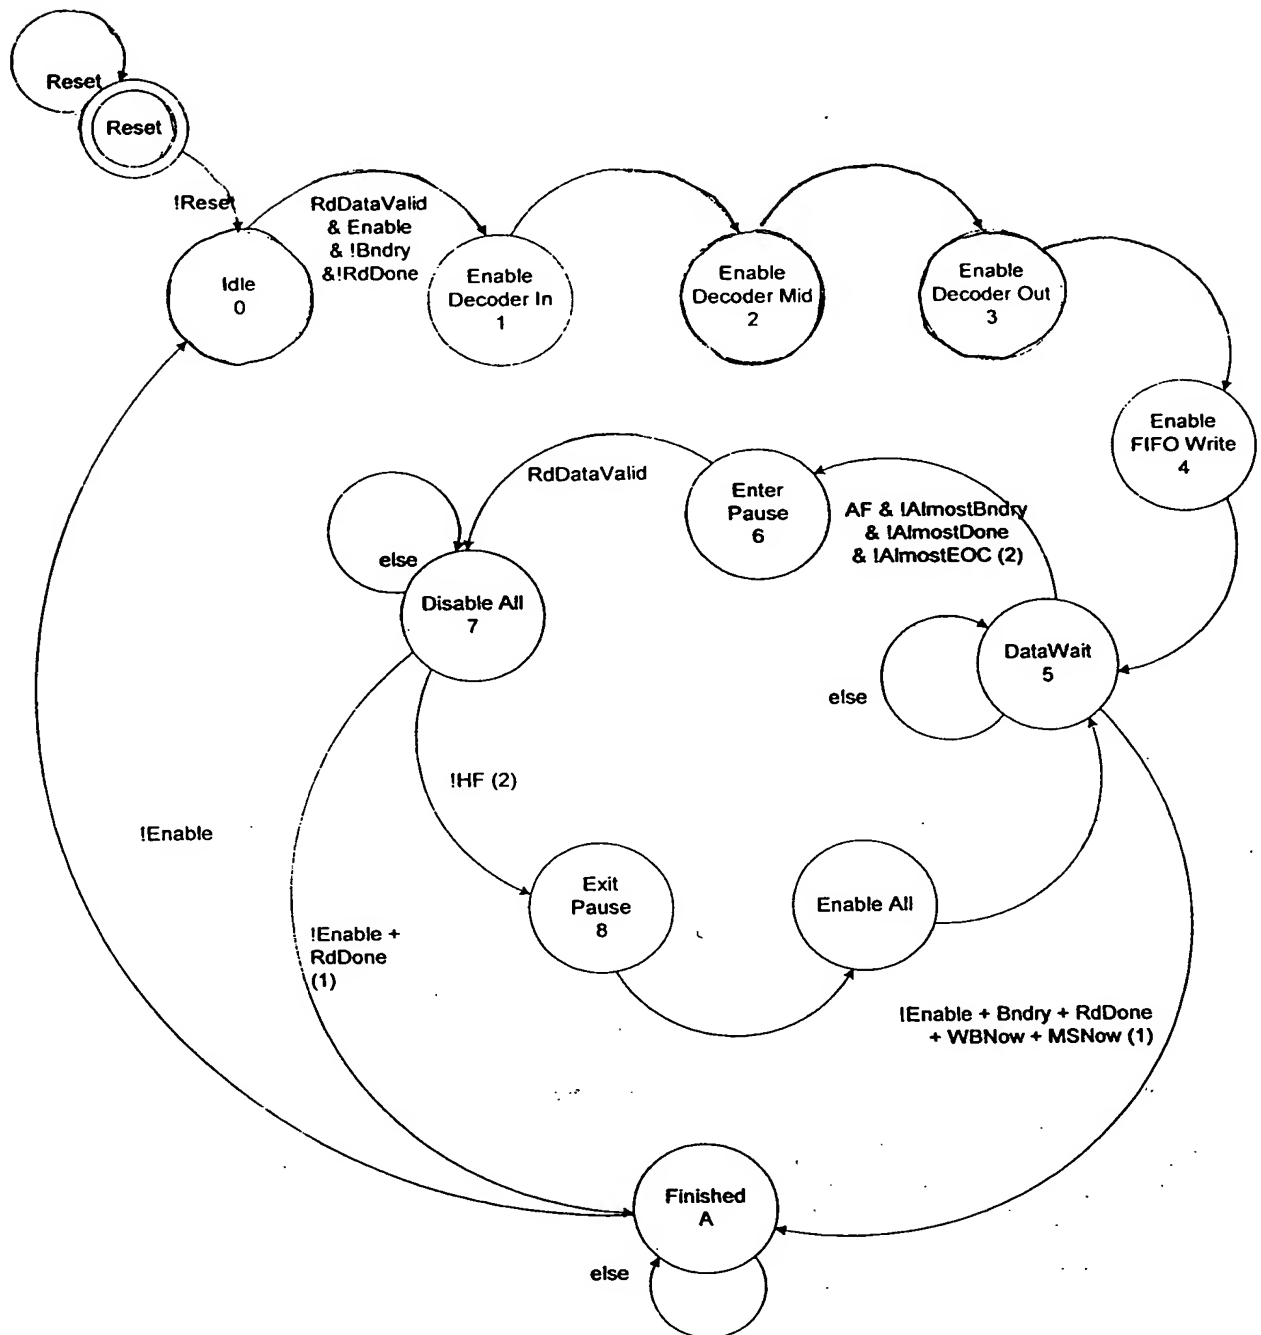 Reset
Reset
!Rese
RdDataValid
& Enable
& !Bndry
&!RdDone
Idle
0
Enable
Decoder In
1
Enable
Decoder Mid
2
Enable
Decoder Out
3
Enable
FIFO Write
4
RdDataValid
Enter
Pause
6
AF & !AlmostBndry
& !AlmostDone
& !AlmostEOC (2)
else
Disable All
7
DataWait
5
else
!HF (2)
!Enable
Exit
Pause
8
Enable All
!Enable +
RdDone
(1)
!Enable + Bndry + RdDone
+ WBNow + MSNow (1)
Finished
A
else